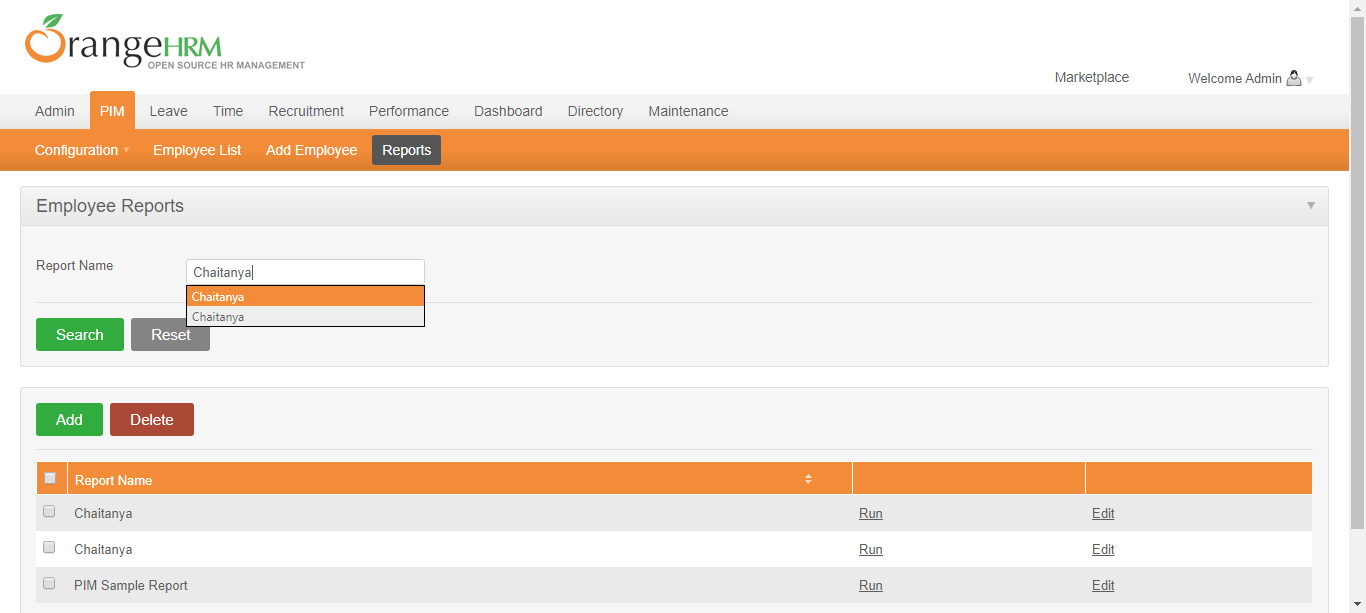 OrangeHRM
OPEN SOURCE HR MANAGEMENT
Marketplace Welcome Admin
Admin PIM Leave Time Recruitment Performance Dashboard Directory Maintenance
Configuration Employee List Add Employee Reports
Employee Reports
Report Name Chaitanya
Chaitanya
Chaitanya
Search Reset
Add Delete
Report Name
Chaitanya Run Edit
Chaitanya Run Edit
PIM Sample Report Run Edit